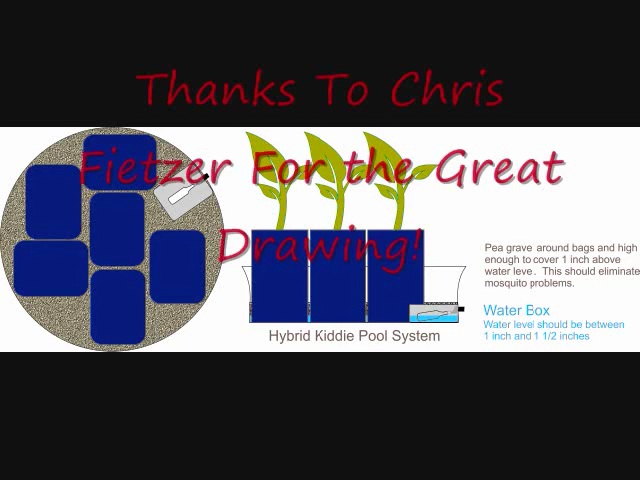 Thanks To Chris
Fietzer For the Great
Drawing!
Pea grave around bags and high
enough to cover 1 inch above
water leve. This should eliminate
mosquito problems.
Water Box
Water level should be between
1 inch and 1 1/2 inches
Hybrid Kiddie Pool System